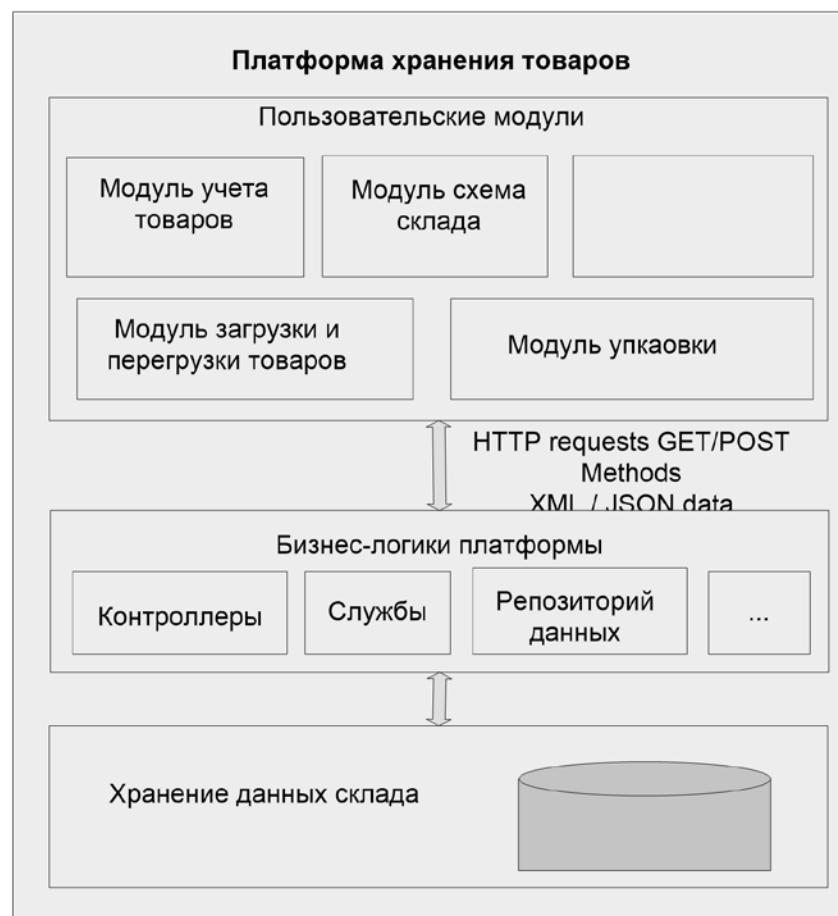 Платформа хранения товаров
Пользовательские модули
Модуль учета
товаров
Модуль схема
склада
Модуль загрузки и
перегрузки товаров
Модуль упкаовки
HTTP requests GET/POST
Methods
XML / JSON data
Бизнес-логики платформы
Контроллеры
Службы
Репозиторий
данных
...
Хранение данных склада